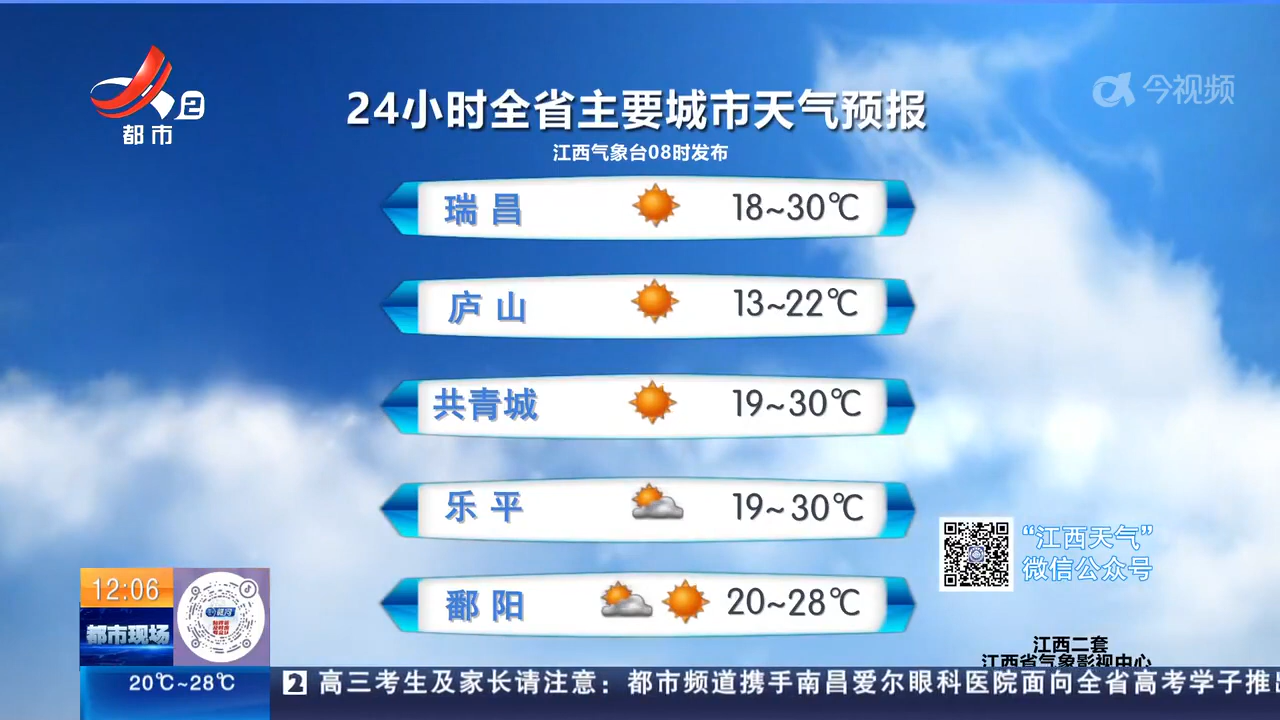 2
都市
今视频
24小时全省主要城市天气预报
江西气象台08时发布
瑞昌 18~30℃
庐山 13~22℃
共青城 19~30℃
乐平 19~30℃
鄱阳 20~28℃
“江西天气”
微信公众号
12:06
都市现场
江西二套
江西省气象影视中心
20℃~28℃
2 高三考生及家长请注意：都市频道携手南昌爱尔眼科医院面向全省高考学子推出